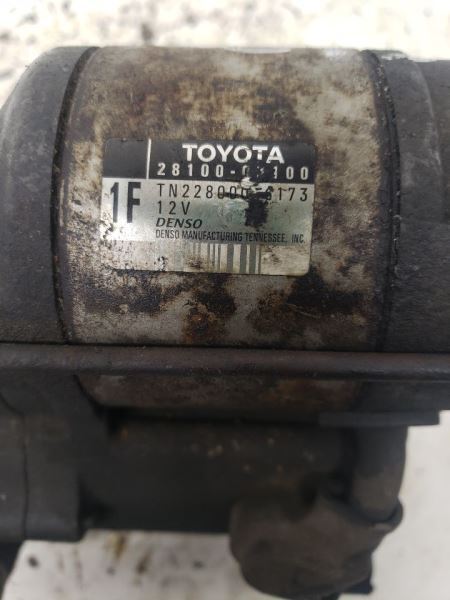 TOYOTA
1F
12V
DENSO
DENSO MANUFACTURING TENNESSEE, INC.